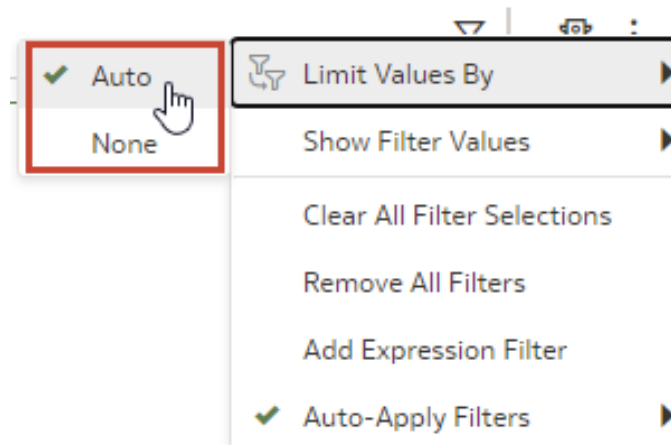 Auto
None
Limit Values By
Show Filter Values
Clear All Filter Selections
Remove All Filters
Add Expression Filter
Auto-Apply Filters